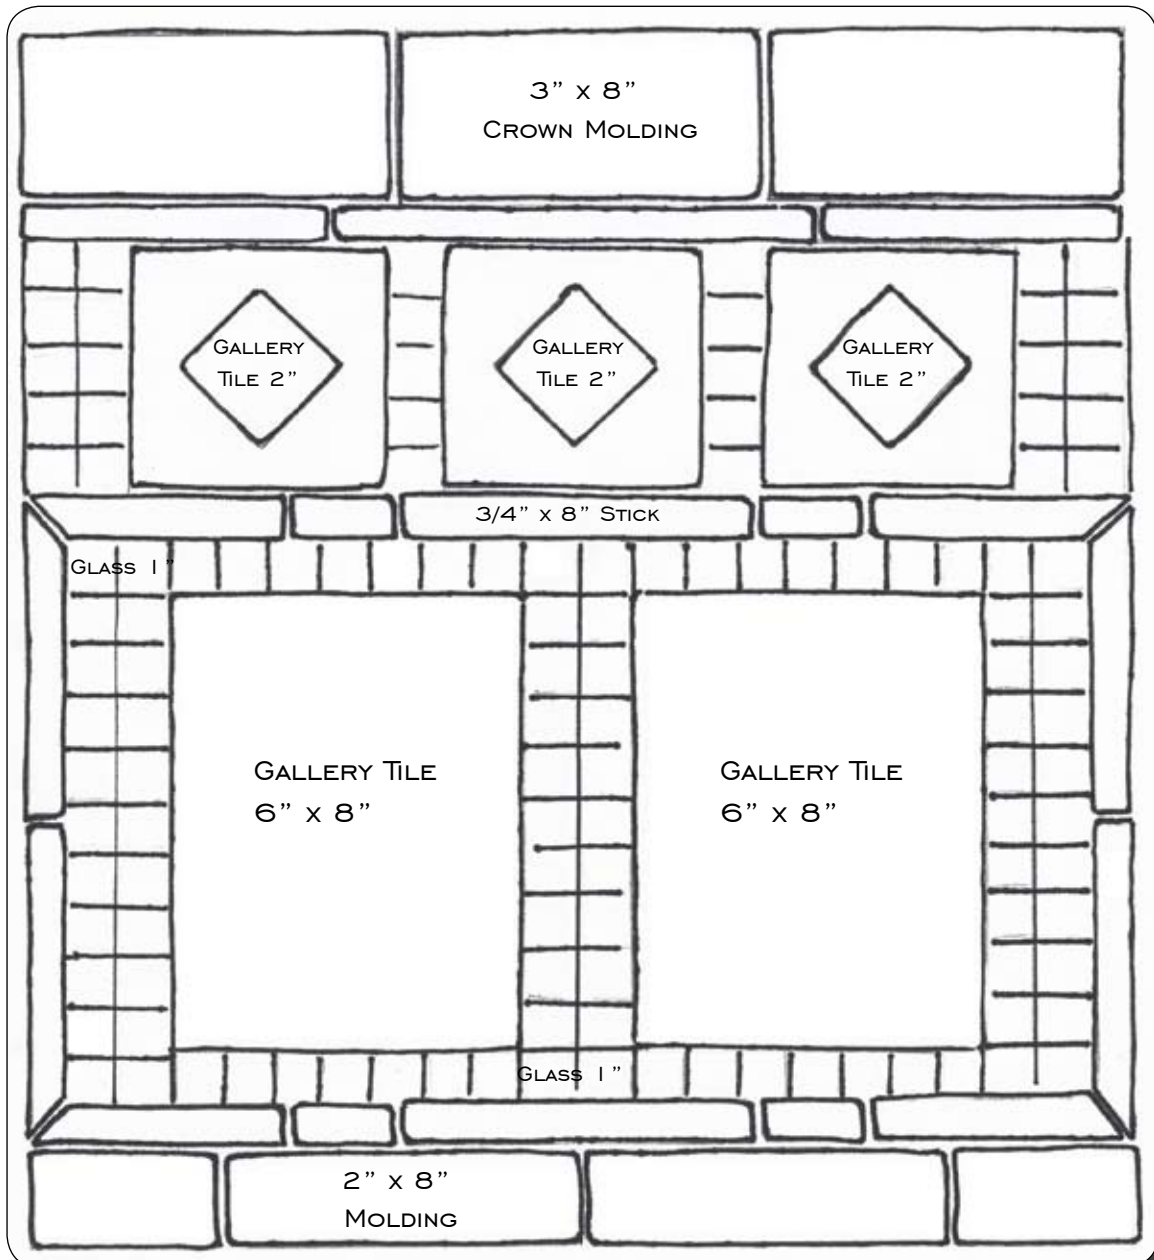 3” x 8”
Crown Molding
Gallery
Tile 2”
Gallery
Tile 2”
Gallery
Tile 2”
3/4” x 8” Stick
Glass 1”
Gallery Tile
6” x 8”
Gallery Tile
6” x 8”
Glass 1”
2” x 8”
Molding